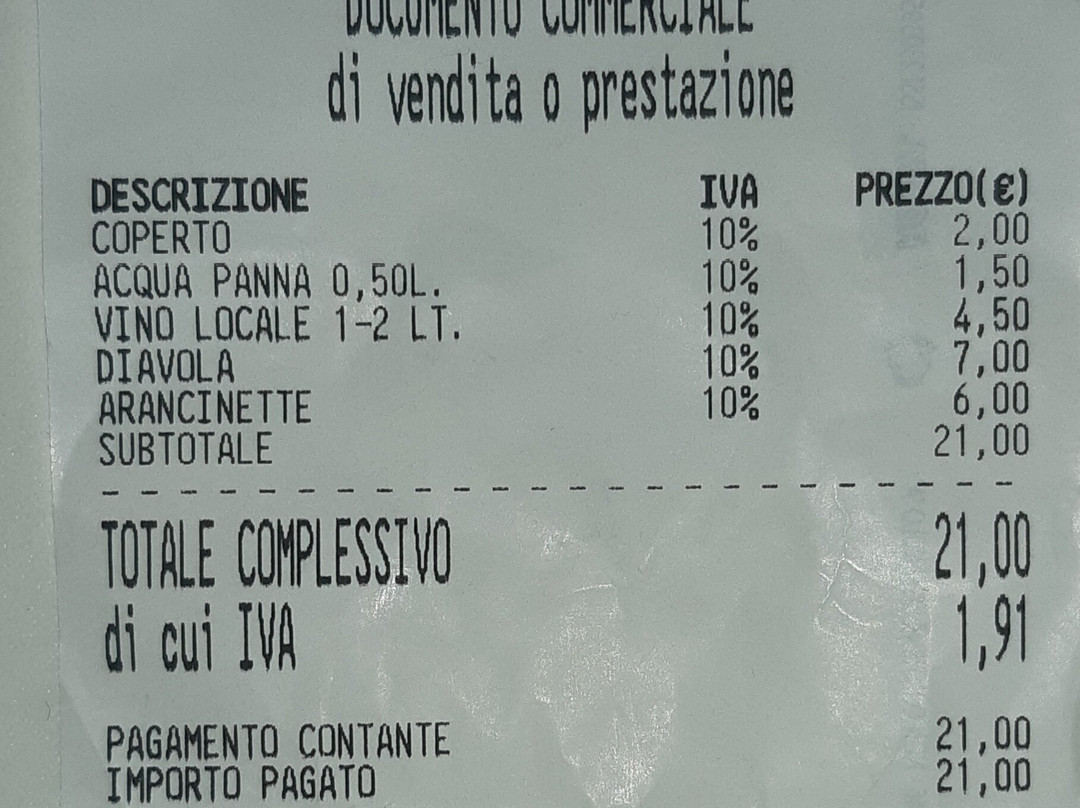 DOCUMENTO COMMERCIALE
di vendita o prestazione
DESCRIZIONE IVA PREZZO(€)
COPERTO 10% 2,00
ACQUA PANNA 0,50L. 10% 1,50
VINO LOCALE 1-2 LT. 10% 4,50
DIAVOLA 10% 7,00
ARANCINETTE 10% 6,00
SUBTOTALE 21,00
TOTALE COMPLESSIVO 21,00
di cui IVA 1,91
PAGAMENTO CONTANTE 21,00
IMPORTO PAGATO 21,00